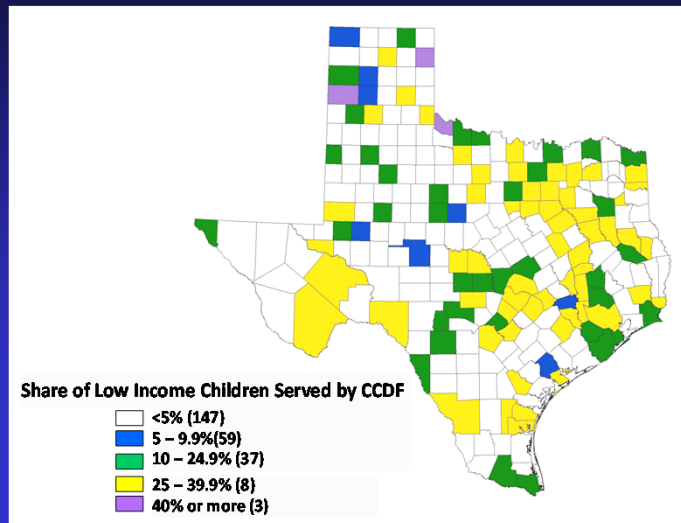 Share of Low Income Children Served by CCDF
<5% (147)
5 – 9.9%(59)
10 – 24.9% (37)
25 – 39.9% (8)
40% or more (3)